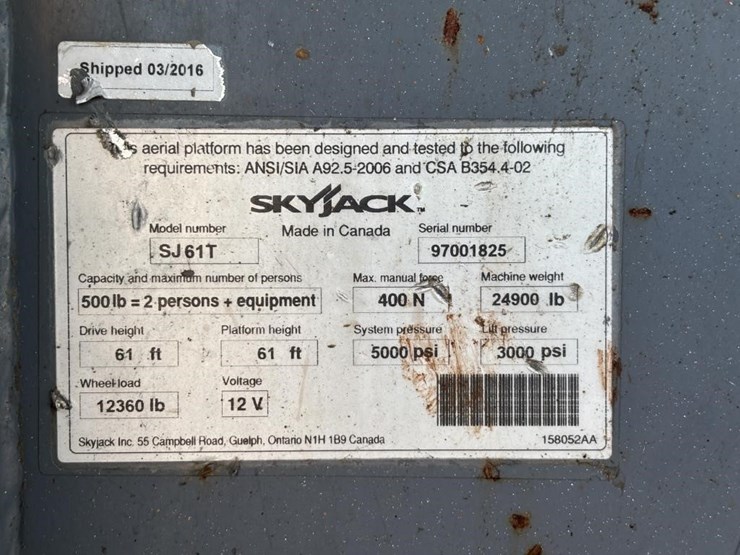 Shipped 03/2016
aerial platform has been designed and tested to the following
requirements: ANSI/SIA A92.5-2006 and CSA B354.4-02
SKYJACK TM
Made in Canada
Model number Serial number
SJ 61T 97001825
Capacity and maximum number of persons Max. manual force Machine weight
500 lb = 2 persons + equipment 400 N 24900 lb
Drive height Platform height System pressure Lift pressure
61 ft 61 ft 5000 psi 3000 psi
Wheel load Voltage
12360 lb 12 V
Skyjack Inc. 55 Campbell Road, Guelph, Ontario N1H 1B9 Canada 158052AA